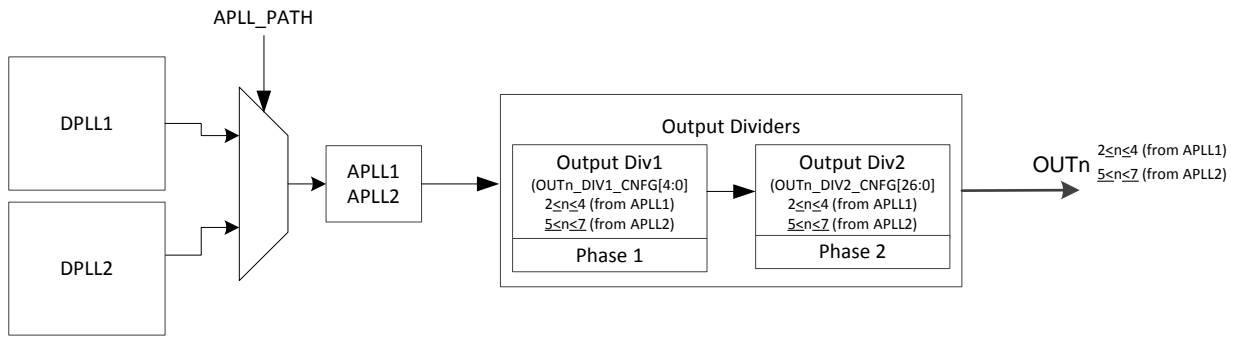 APLL_PATH
DPLL1
DPLL2
APLL1
APLL2
Output Dividers
Output Div1
(OUTn_DIV1_CNFG[4:0)
2≤n≤4 (from APLL1)
5≤n≤7 (from APLL2)
Phase 1
Output Div2
(OUTn_DIV2_CNFG[26:0)
2≤n≤4 (from APLL1)
5≤n≤7 (from APLL2)
Phase 2
OUTn
2≤n≤4 (from APLL1)
5≤n≤7 (from APLL2)